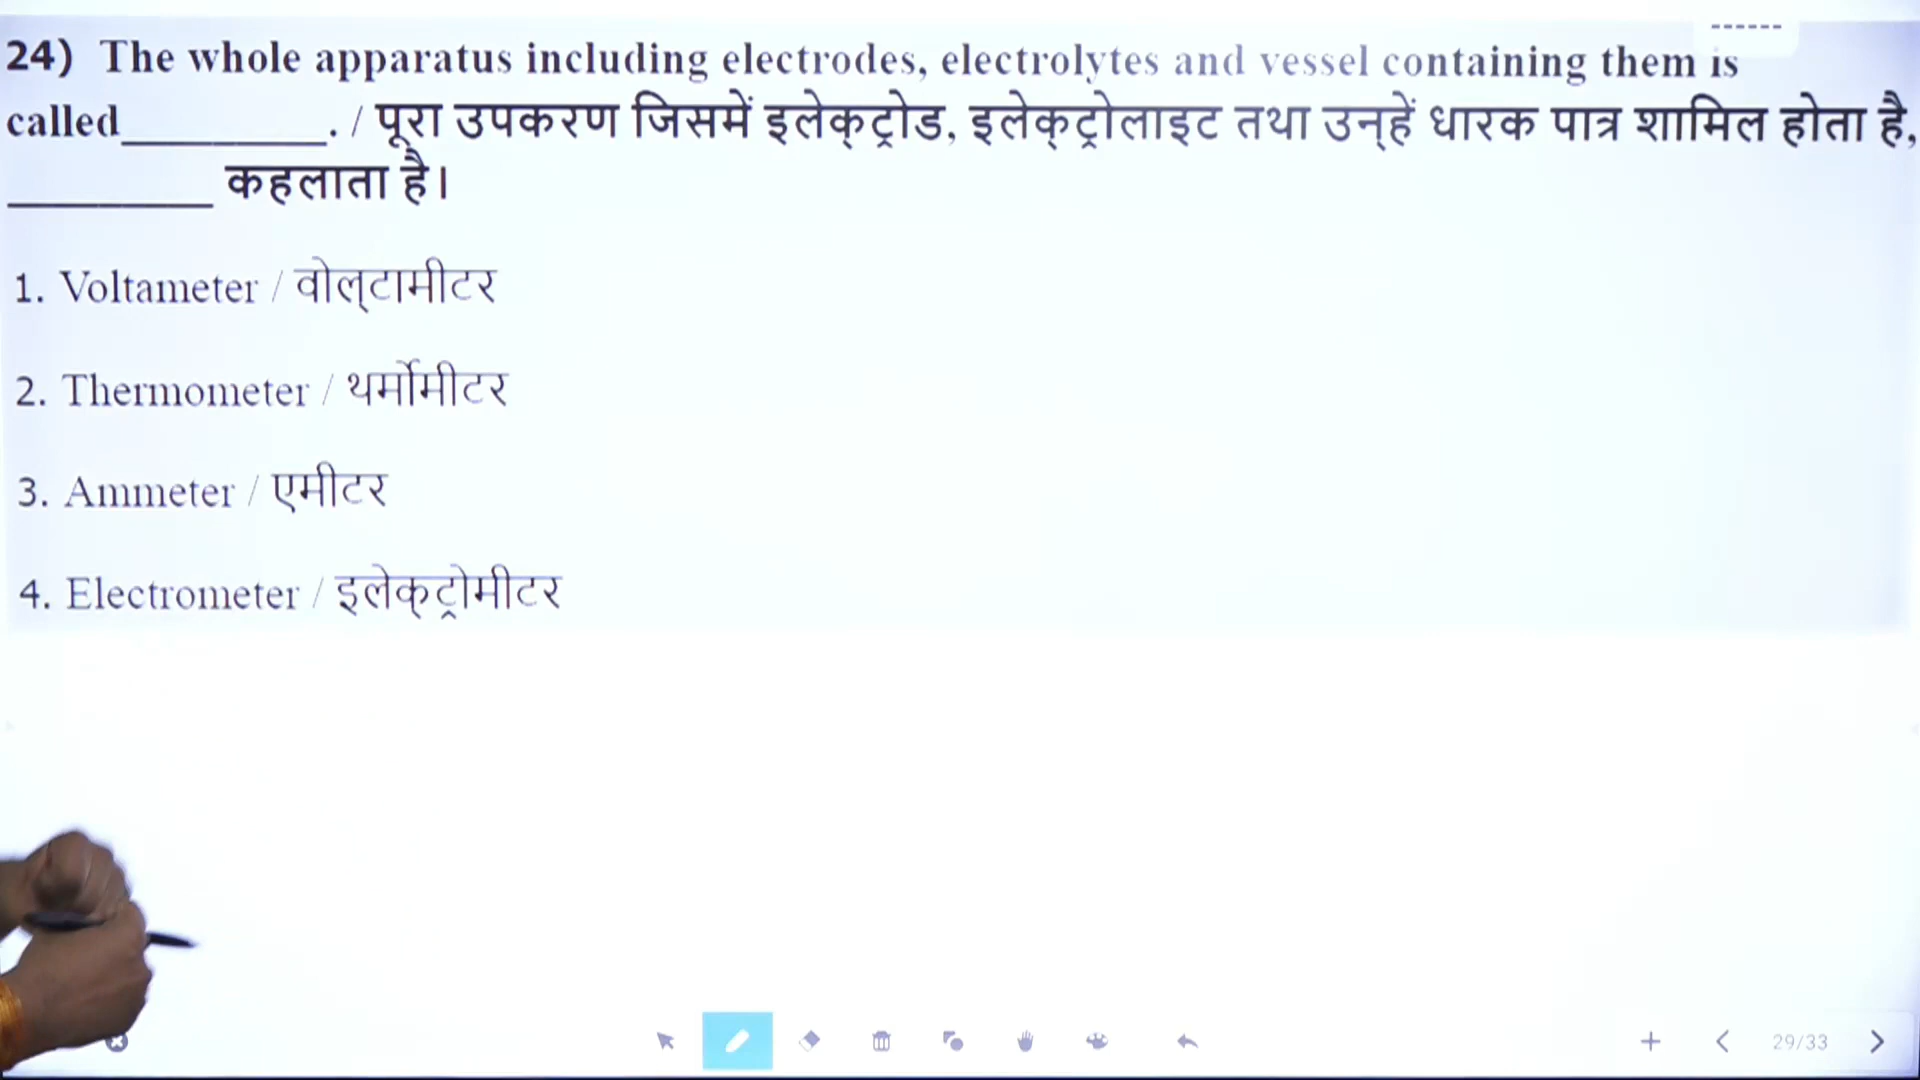 ------
24) The whole apparatus including electrodes, electrolytes and vessel containing them is
called_________. / पूरा उपकरण जिसमें इलेक्ट्रोड, इलेक्ट्रोलाइट तथा उन्हें धारक पात्र शामिल होता है,
_________ कहलाता है।
1. Voltameter / वोल्टामीटर
2. Thermometer / थर्मोमीटर
3. Ammeter / एमीटर
4. Electrometer / इलेक्ट्रोमीटर
29/33